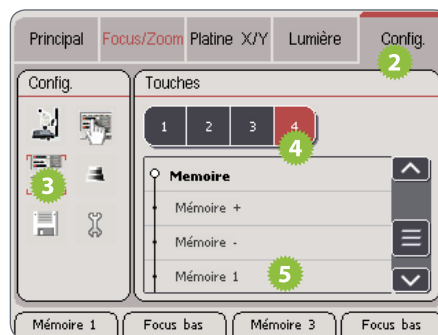 Principal Focus/Zoom Platine X/Y Lumière Config.
2
Config. Touches
1 2 3 4
4
3
Memoire
Mémoire +
Mémoire -
Mémoire 1
5
Mémoire 1 Focus bas Mémoire 3 Focus bas